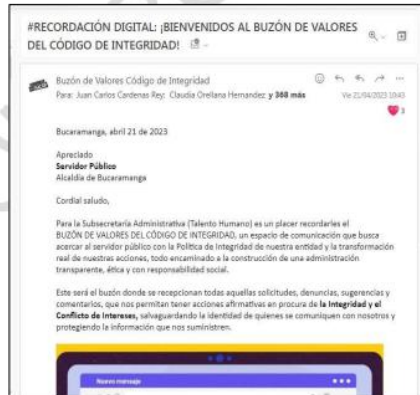 #RECORDACIÓN DIGITAL: ¡BIENVENIDOS AL BUZÓN DE VALORES
DEL CÓDIGO DE INTEGRIDAD!
Buzón de Valores Código de Integridad
Para: Juan Carlos Cardenas Rey; Claudia Orellana Hernandez y 368 más
Vie 21/04/2023 10:43
3
Bucaramanga, abril 21 de 2023
Apreciado
Servidor Público
Alcaldía de Bucaramanga
Cordial saludo,
Para la Subsecretaría Administrativa (Talento Humano) es un placer recordarles el
BUZÓN DE VALORES DEL CÓDIGO DE INTEGRIDAD, un espacio de comunicación que busca
acercar al servidor público con la Política de Integridad de nuestra entidad y la transformación
real de nuestras acciones, todo encaminado a la construcción de una administración
transparente, ética y con responsabilidad social.
Este será el buzón donde se recepcionan todas aquellas solicitudes, denuncias, sugerencias y
comentarios, que nos permitan tener acciones afirmativas en procura de la Integridad y el
Conflicto de Intereses, salvaguardando la identidad de quienes se comuniquen con nosotros y
protegiendo la información que nos suministren.
Nuevo mensaje